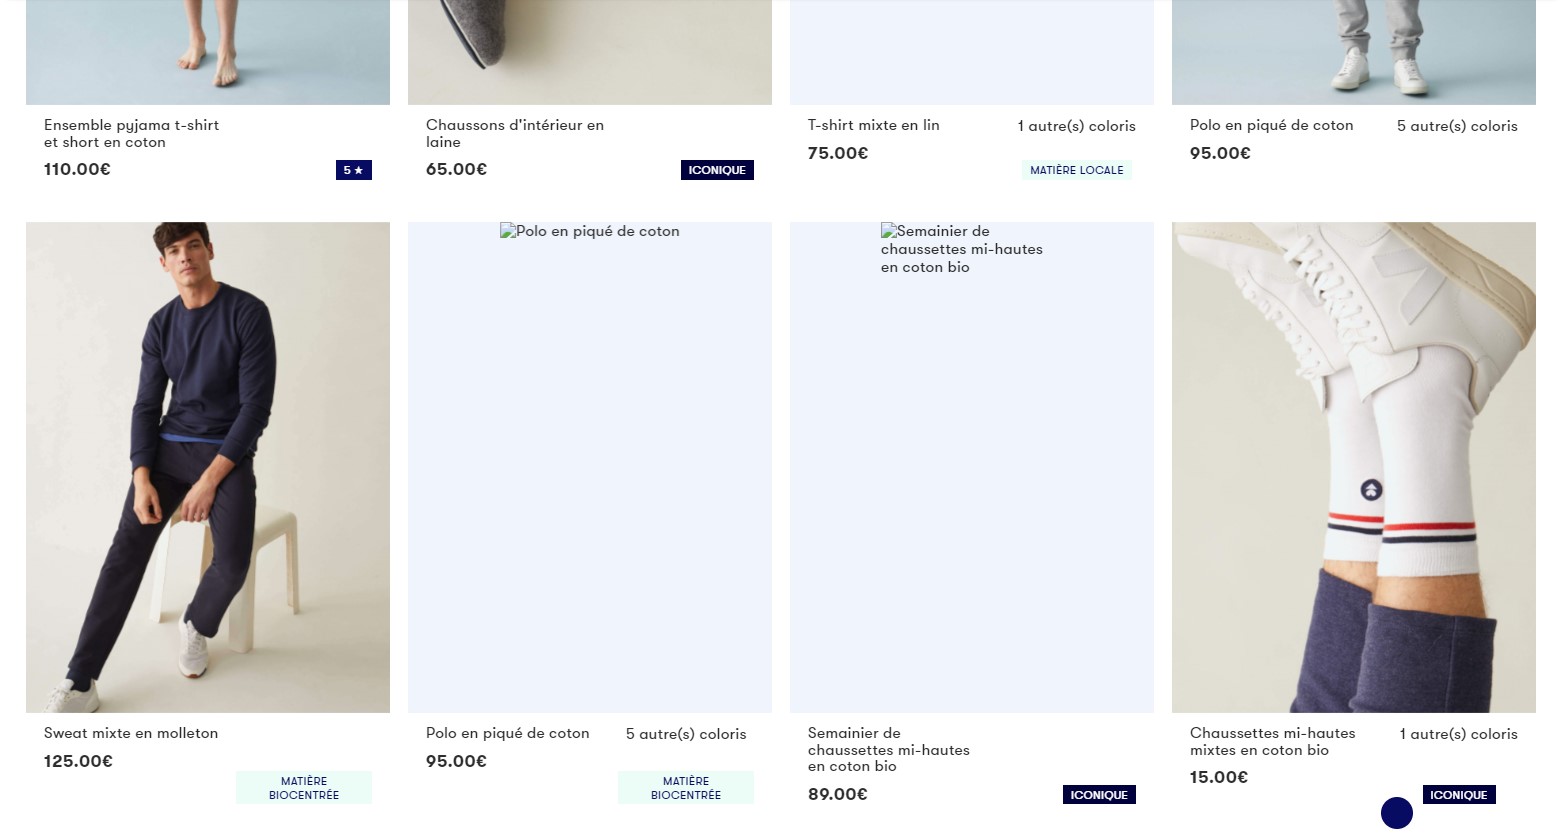 Ensemble pyjama t-shirt
et short en coton
110.00€
5 ★
Chaussons d'intérieur en
laine
65.00€
ICONIQUE
T-shirt mixte en lin
1 autre(s) coloris
75.00€
MATIÈRE LOCALE
Polo en piqué de coton
5 autre(s) coloris
95.00€
Polo en piqué de coton
Semainier de
chaussettes mi-hautes
en coton bio
Sweat mixte en molleton
125.00€
MATIÈRE
BIOCENTRÉE
Polo en piqué de coton
5 autre(s) coloris
95.00€
MATIÈRE
BIOCENTRÉE
Semainier de
chaussettes mi-hautes
en coton bio
89.00€
ICONIQUE
Chaussettes mi-hautes
mixtes en coton bio
1 autre(s) coloris
15.00€
ICONIQUE